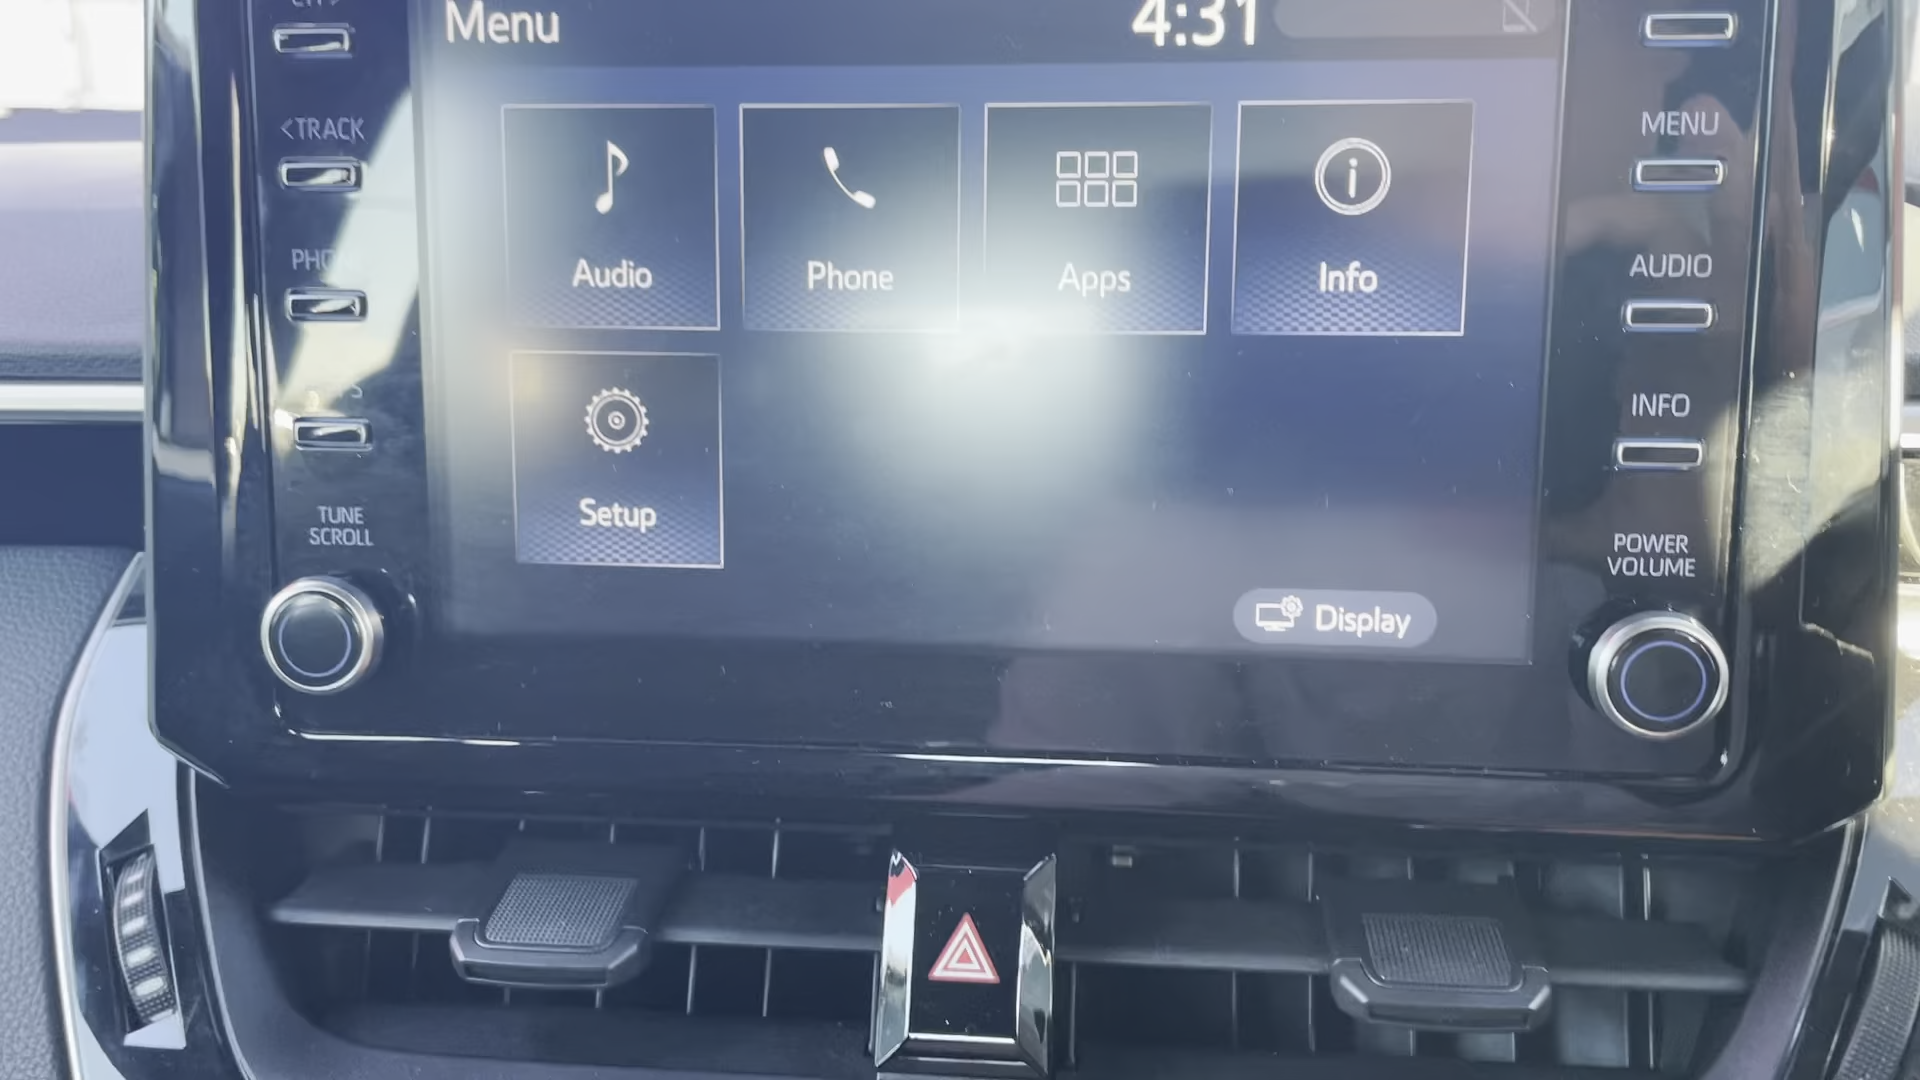 Menu
4:31
<TRACK
MENU
Audio
Phone
Apps
Info
AUDIO
INFO
Setup
TUNE
SCROLL
POWER
VOLUME
Display